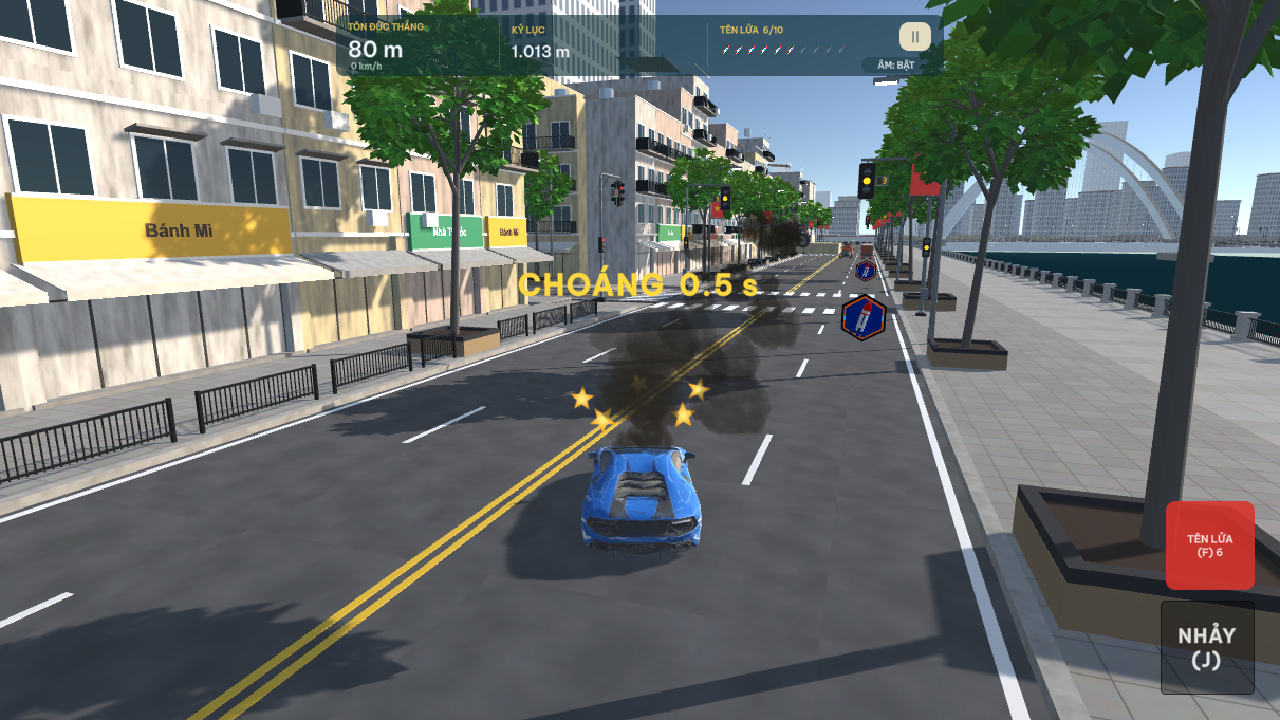 TÔN ĐỨC THẮNG
80 m
0 km/h
KỶ LỤC
1.013 m
TÊN LỬA 6/10
ÂM: BẬT
Bánh Mì
Bánh Mì
CHOÁNG 0.5 s
TÊN LỬA
(F) 6
NHẢY
(J)